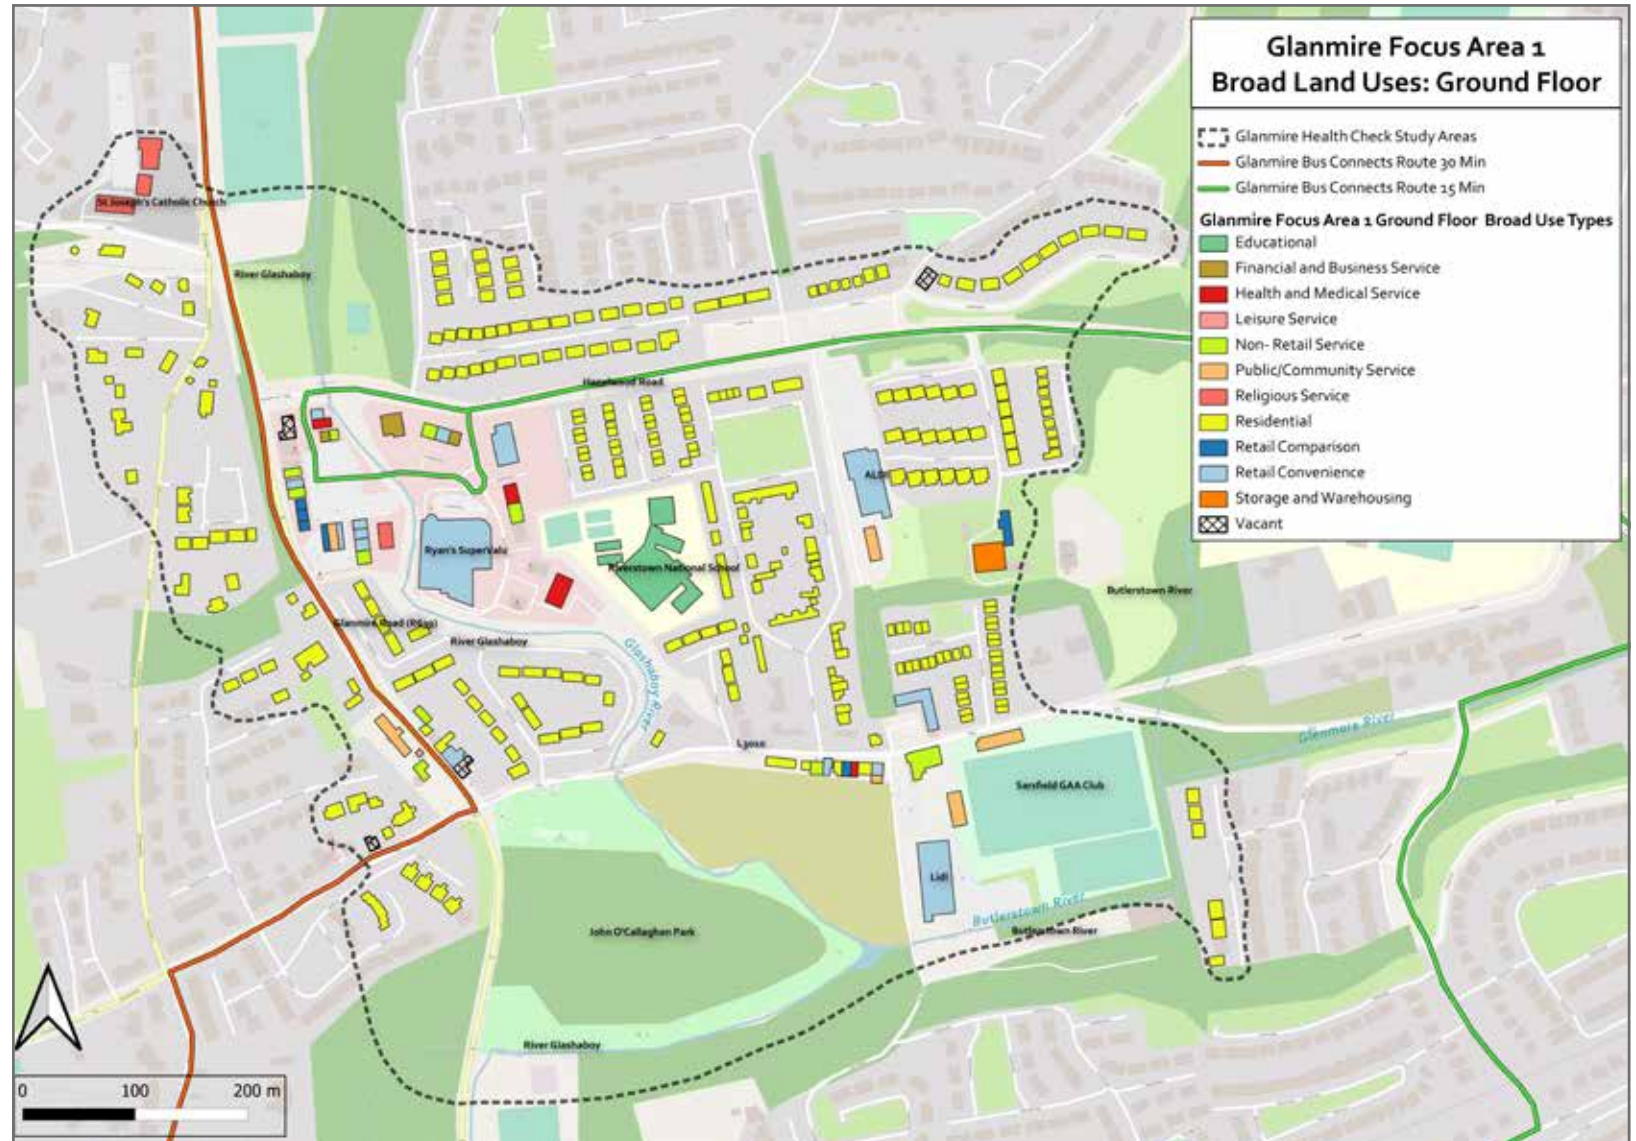 Glanmire Focus Area 1
Broad Land Uses: Ground Floor
Glanmire Health Check Study Areas
Glanmire Bus Connects Route 30 Min
Glanmire Bus Connects Route 15 Min
Glanmire Focus Area 1 Ground Floor Broad Use Types
Educational
Financial and Business Service
Health and Medical Service
Leisure Service
Non- Retail Service
Public/Community Service
Religious Service
Residential
Retail Comparison
Retail Convenience
Storage and Warehousing
Vacant
St Joseph's Catholic Church
River Glashaboy
Hazelwood Road
ALDI
Ryan's SuperValu
Riverstown National School
Butlerstown River
Glanmire Road (R639)
River Glashaboy
Glashaboy River
Glenmore River
L3010
Sarsfield GAA Club
Lidl
Butlerstown River
Butlerstown River
John O'Callaghan Park
River Glashaboy
0 100 200 m